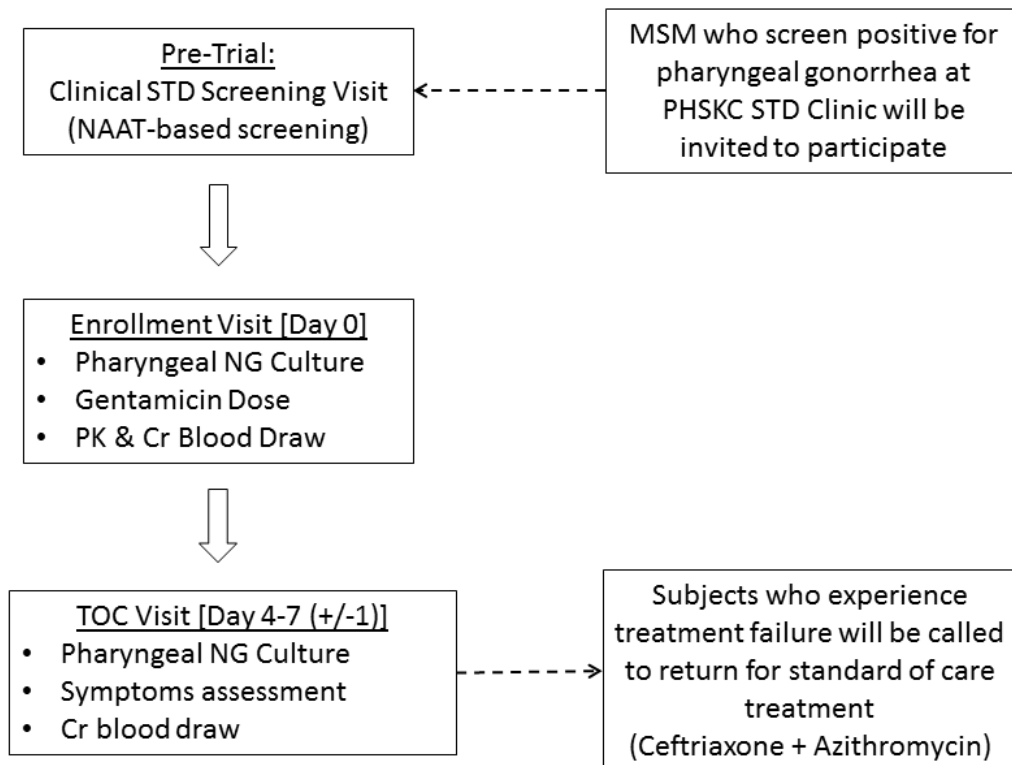 Pre-Trial:
Clinical STD Screening Visit
(NAAT-based screening)
MSM who screen positive for
pharyngeal gonorrhea at
PHSKC STD Clinic will be
invited to participate
Enrollment Visit [Day 0]
• Pharyngeal NG Culture
• Gentamicin Dose
• PK & Cr Blood Draw
TOC Visit [Day 4-7 (+/-1)]
• Pharyngeal NG Culture
• Symptoms assessment
• Cr blood draw
Subjects who experience
treatment failure will be called
to return for standard of care
treatment
(Ceftriaxone + Azithromycin)